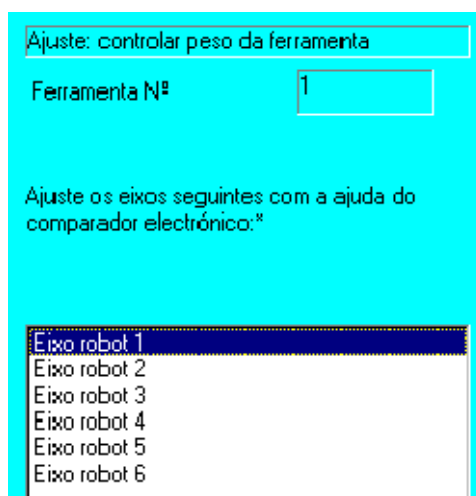 Ajuste: controlar peso da ferramenta
Ferramenta Nº 1
Ajuste os eixos seguintes com a ajuda do
comparador electrónico:*
Eixo robot 1
Eixo robot 2
Eixo robot 3
Eixo robot 4
Eixo robot 5
Eixo robot 6